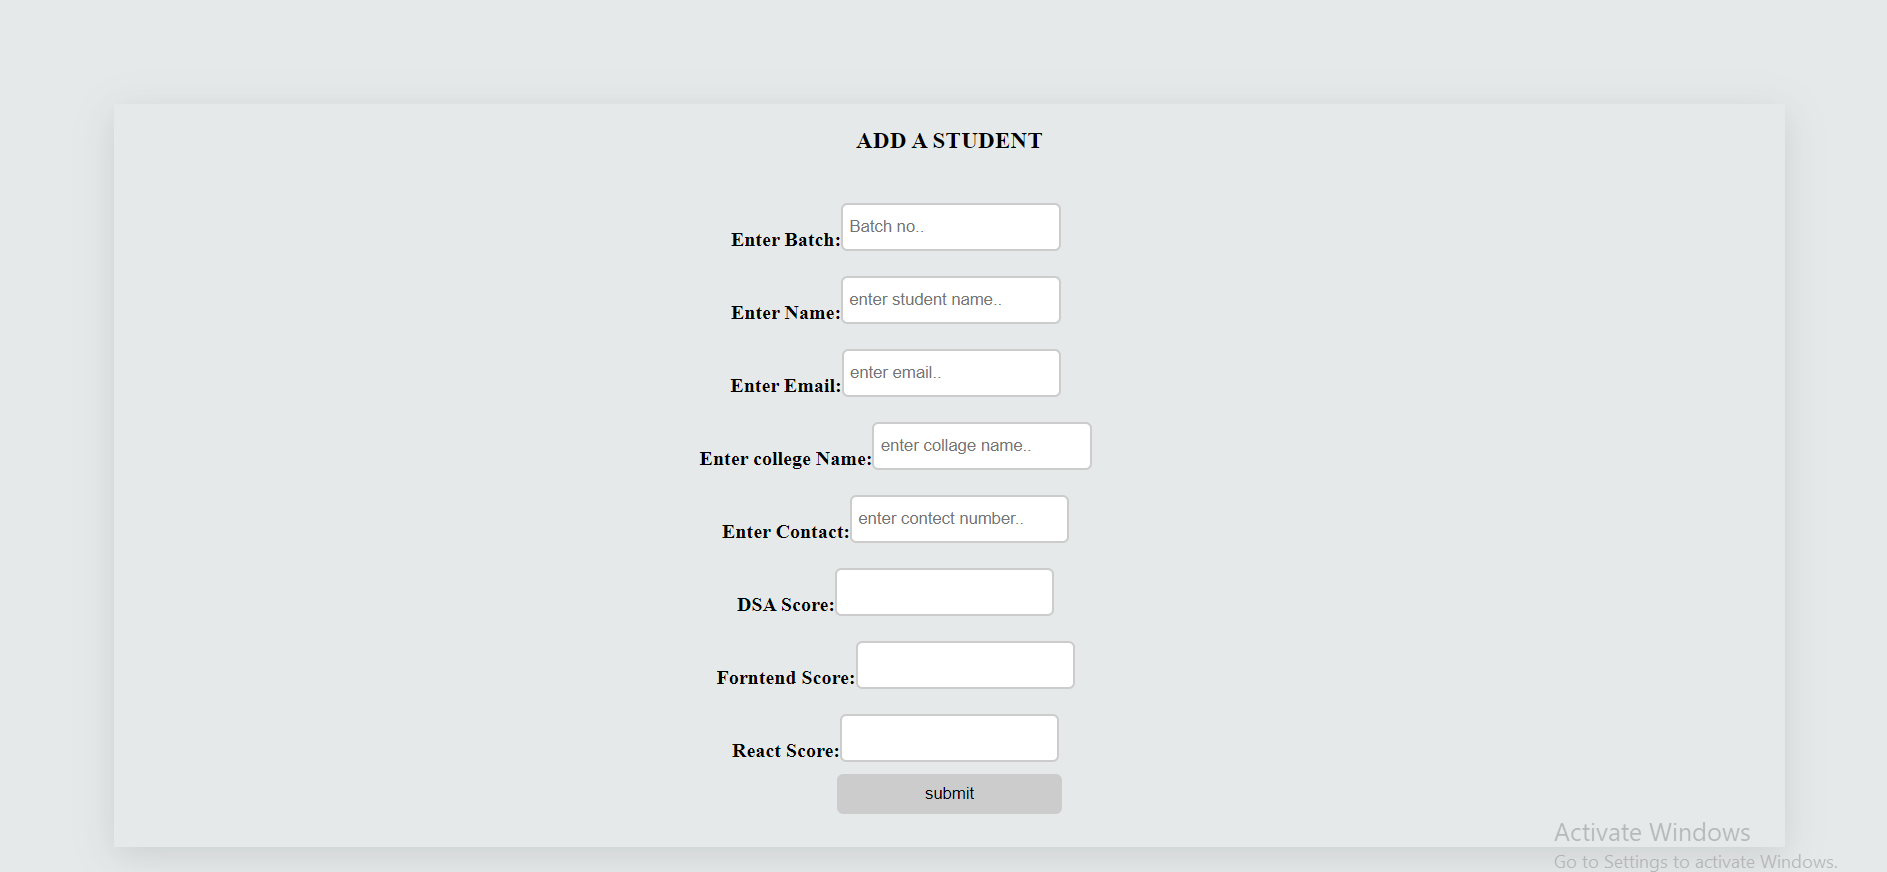 ADD A STUDENT
Enter Batch: Batch no..
Enter Name: enter student name..
Enter Email: enter email..
Enter college Name: enter collage name..
Enter Contact: enter contect number..
DSA Score:
Forntend Score:
React Score:
submit
Activate Windows
Go to Settings to activate Windows.